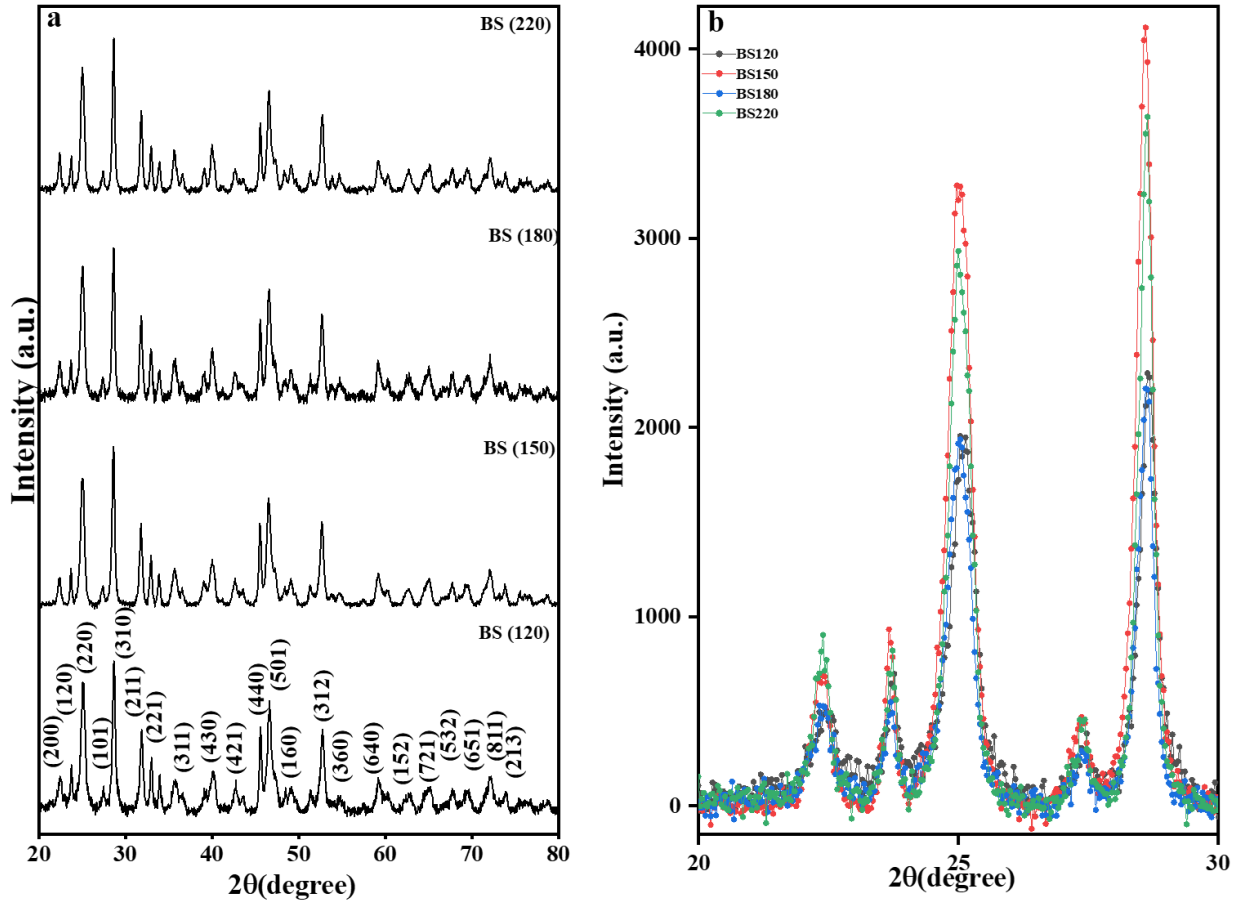 a
BS (220)
BS (180)
BS (150)
BS (120)
(200)
(120)
(220)
(101)
(310)
(211)
(221)
(311)
(430)
(421)
(440)
(501)
(160)
(312)
(360)
(640)
(152)
(721)
(532)
(651)
(811)
(213)
Intensity (a.u.)
20 30 40 50 60 70 80
2θ(degree)
b
BS120
BS150
BS180
BS220
4000
3000
2000
1000
0
Intensity (a.u.)
20 25 30
2θ(degree)